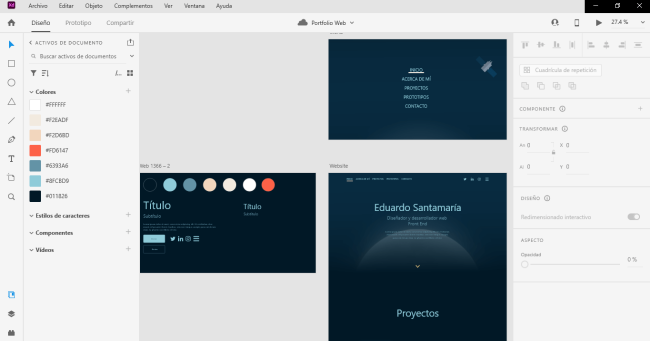 Xd Archivo Editar Objeto Complementos Ver Ventana Ayuda
Diseño Prototipo Compartir Portfolio Web 27.4 %
ACTIVOS DE DOCUMENTO
Buscar activos de documento
Colores
#FFFFFF
#F2EADF
#F2D6BD
#FD6147
#6393A6
#8FCBD9
#011826
Estilos de caracteres
Componentes
Vídeos
INICIO
ACERCA DE MÍ
PROYECTOS
PROTOTIPOS
CONTACTO
Web 1366 – 2
Título
Subtítulo
Título
Subtítulo
Website
Eduardo Santamaría
Diseñador y desarrollador web
Front End
Proyectos
Cuadrícula de repetición
COMPONENTE
TRANSFORMAR
An 0 X 0
Al 0 Y 0
DISEÑO
Redimensionado interactivo
ASPECTO
Opacidad
0 %